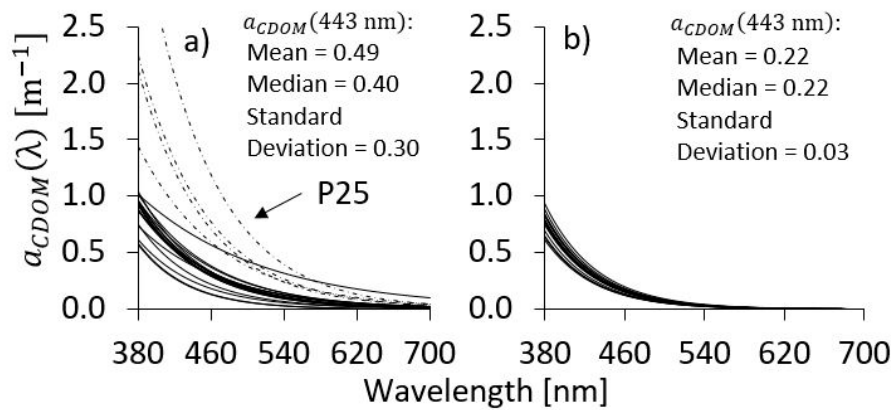 a_CDOM(λ) [m⁻¹]
2.5
2.0
1.5
1.0
0.5
0.0
a)
a_CDOM(443 nm):
Mean = 0.49
Median = 0.40
Standard
Deviation = 0.30
P25
380 460 540 620 700
2.5
2.0
1.5
1.0
0.5
0.0
b)
a_CDOM(443 nm):
Mean = 0.22
Median = 0.22
Standard
Deviation = 0.03
380 460 540 620 700
Wavelength [nm]